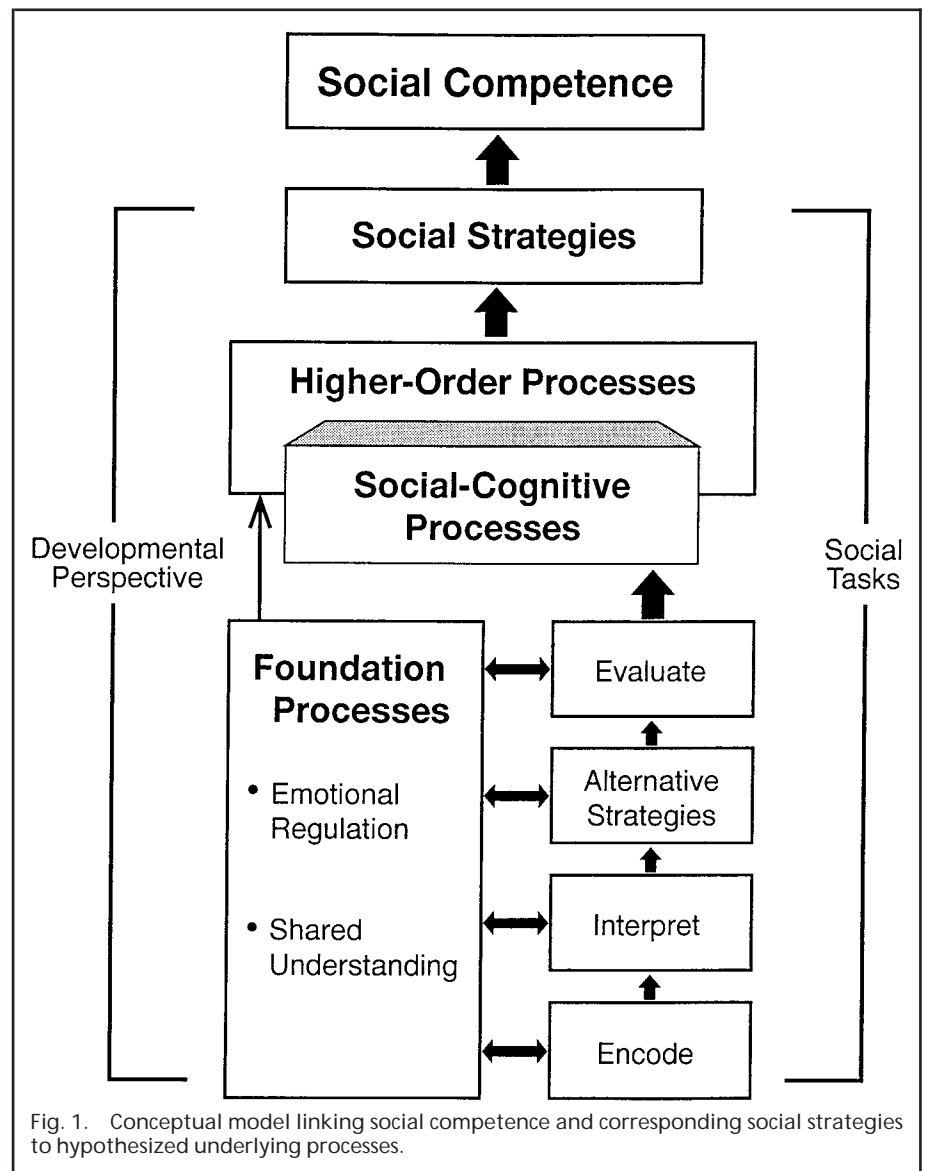 Social Competence
Social Strategies
Higher-Order Processes
Social-Cognitive
Processes
Developmental
Perspective
Social
Tasks
Foundation
Processes
• Emotional
Regulation
• Shared
Understanding
Evaluate
Alternative
Strategies
Interpret
Encode
Fig. 1. Conceptual model linking social competence and corresponding social strategies
to hypothesized underlying processes.